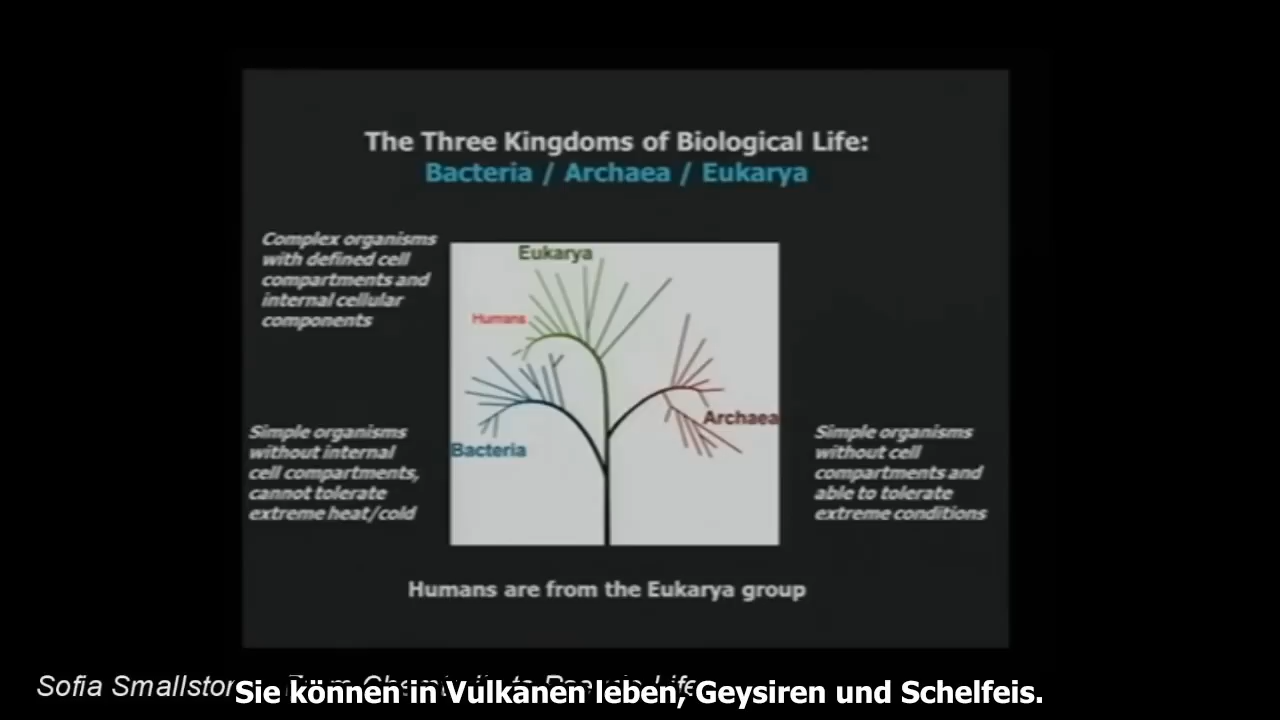 The Three Kingdoms of Biological Life:
Bacteria / Archaea / Eukarya
Complex organisms
with defined cell
compartments and
internal cellular
components
Eukarya
Humans
Archaea
Bacteria
Simple organisms
without internal
cell compartments,
cannot tolerate
extreme heat/cold
Simple organisms
without cell
compartments and
able to tolerate
extreme conditions
Humans are from the Eukarya group
Sofia
Sie können in Vulkanen leben, Geysiren und Schelfeis.